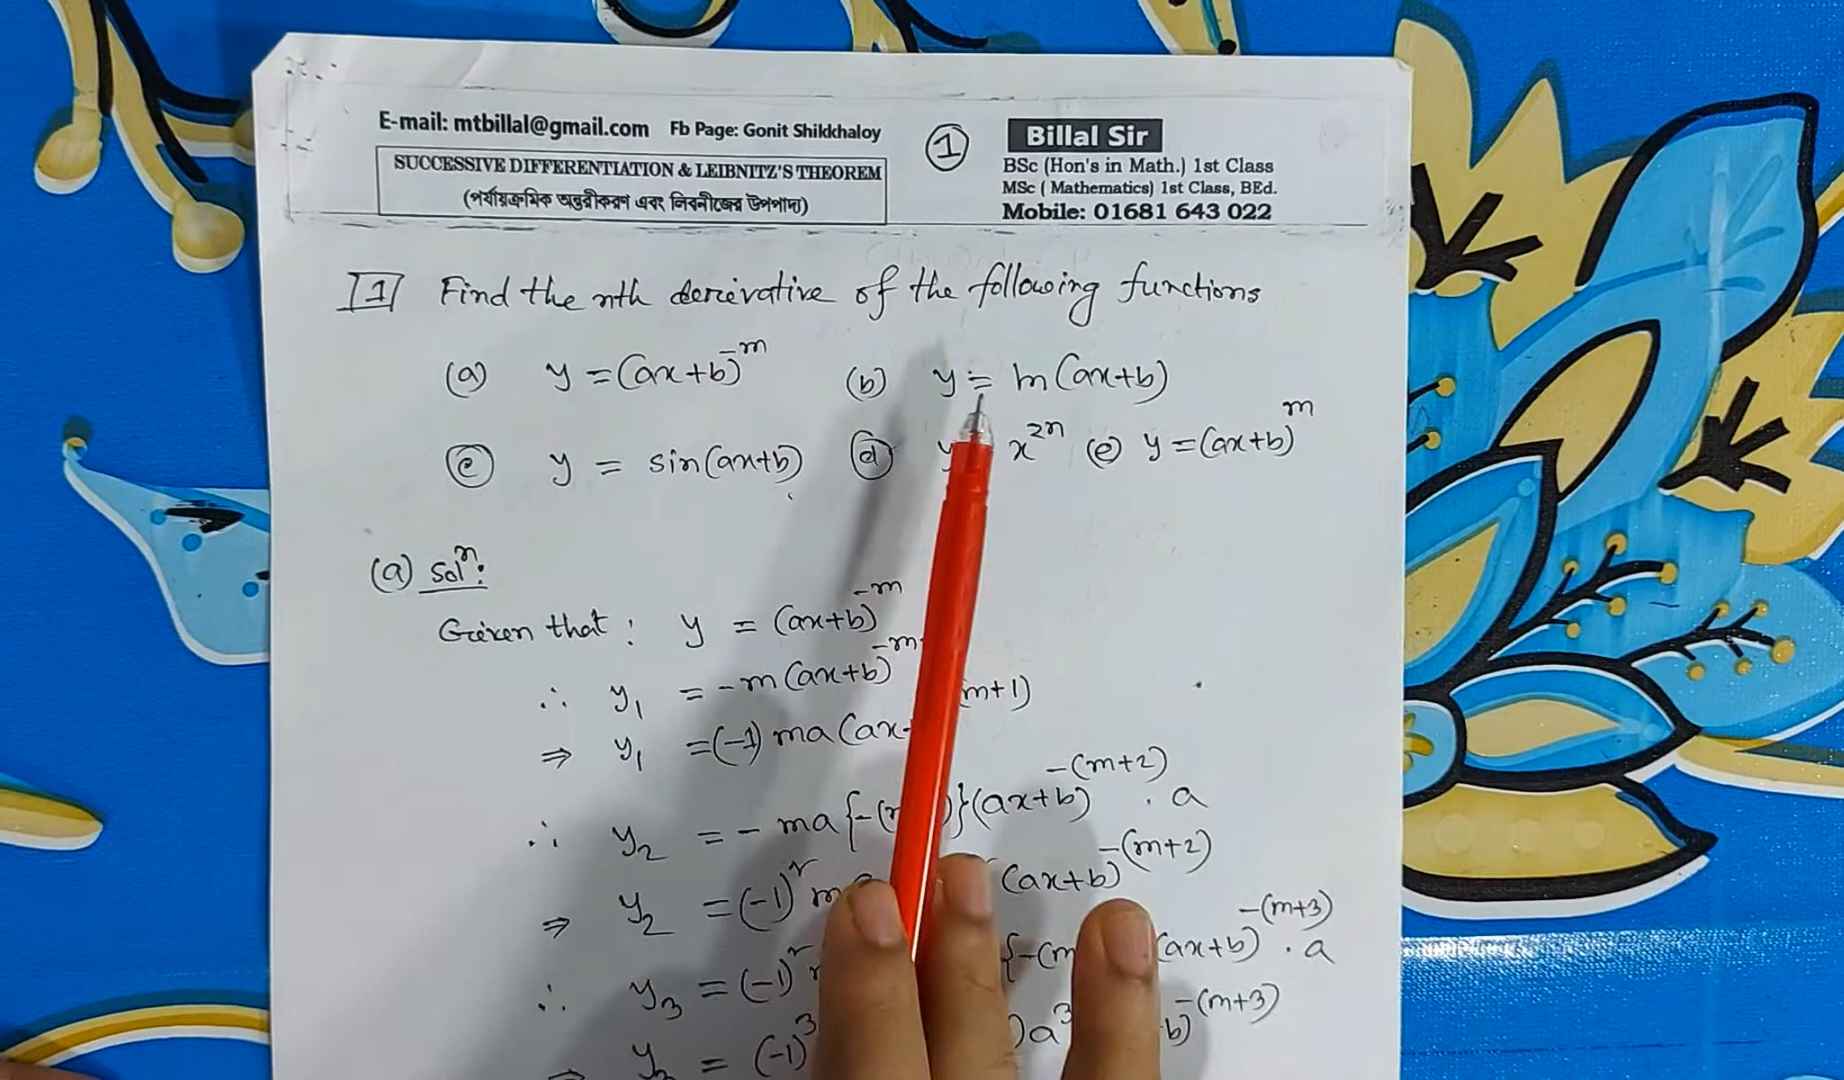 E-mail: mtbillal@gmail.com Fb Page: Gonit Shikkhaloy
SUCCESSIVE DIFFERENTIATION & LEIBNITZ'S THEOREM
(পর্যায়ক্রমিক অন্তরীকরণ এবং লিবনীজের উপপাদ্য)
1
Billal Sir
BSc (Hon's in Math.) 1st Class
MSc ( Mathematics) 1st Class, BEd.
Mobile: 01681 643 022
1 Find the nth derivative of the following functions
(a) y = (ax+b)^-m (b) y = ln(ax+b)
(c) y = sin(ax+b) (d) y x^2n (e) y = (ax+b)^m
(a) Sol^n:
Given that: y = (ax+b)^-m
∴ y₁ = -m(ax+b)^-m
⇒ y₁ = (-1) ma (ax+ (m+1)
∴ y₂ = - ma{-( )}(ax+b)^-(m+2) . a
⇒ y₂ = (-1)^r m (ax+b)^-(m+2)
∴ y₃ = (-1)^r {-(m (ax+b)^-(m+3) . a
⇒ y₃ = (-1)^3 )a^3 b)^-(m+3)